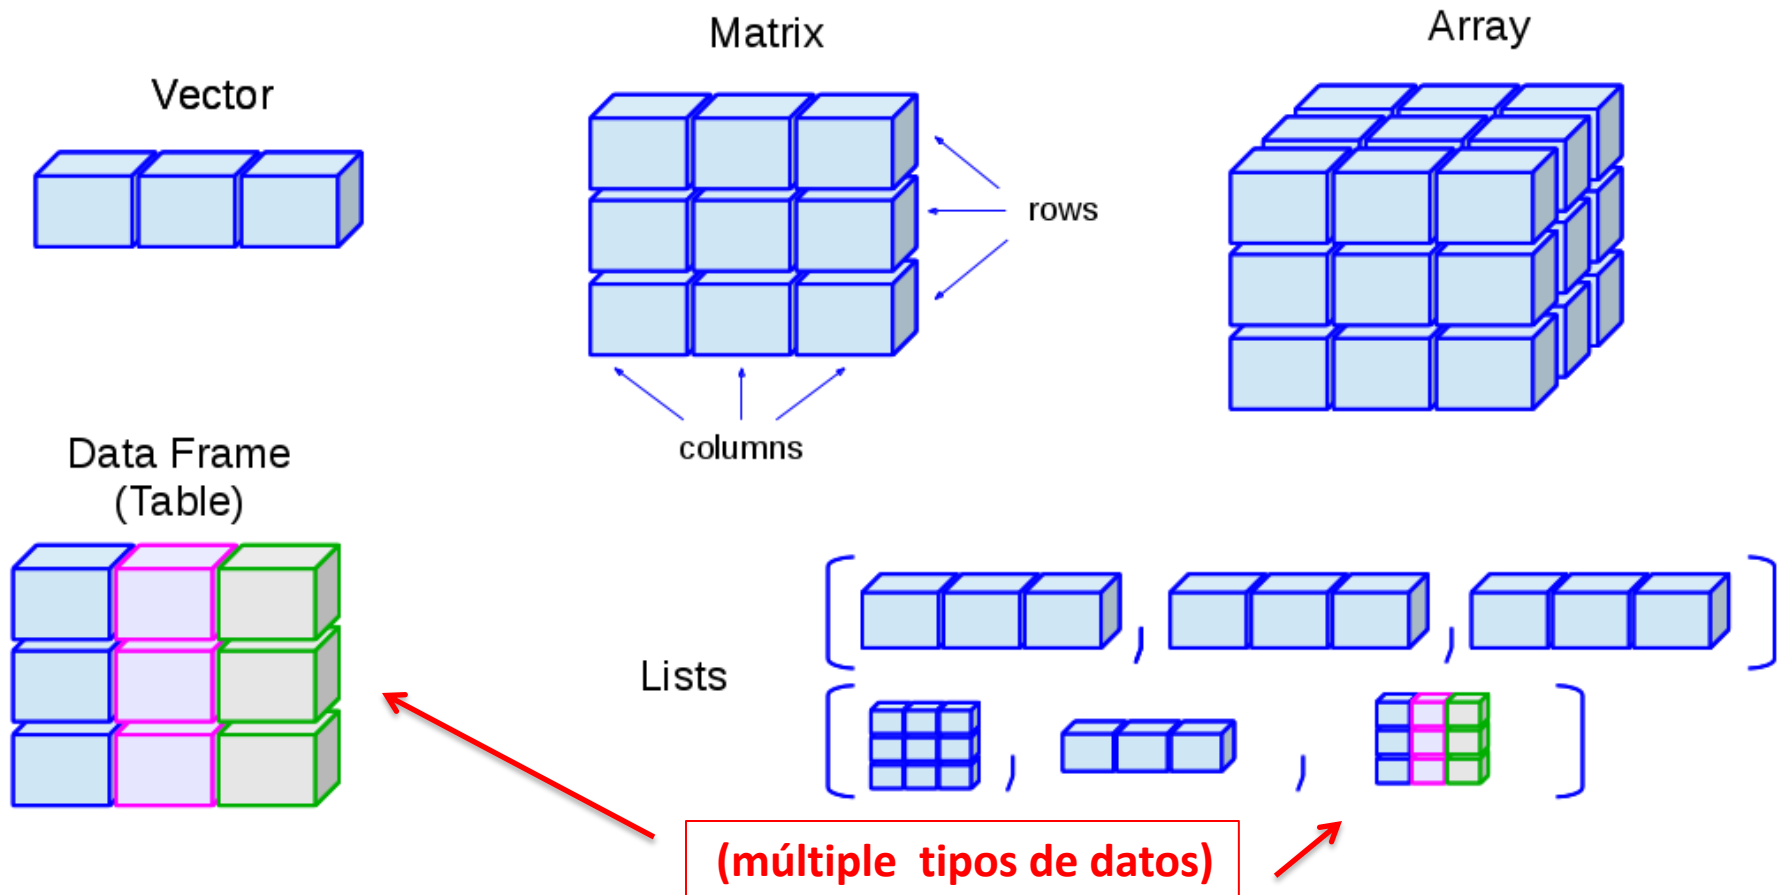 Vector
Matrix
Array
rows
columns
Data Frame
(Table)
Lists
, ,
, ,
(múltiple tipos de datos)